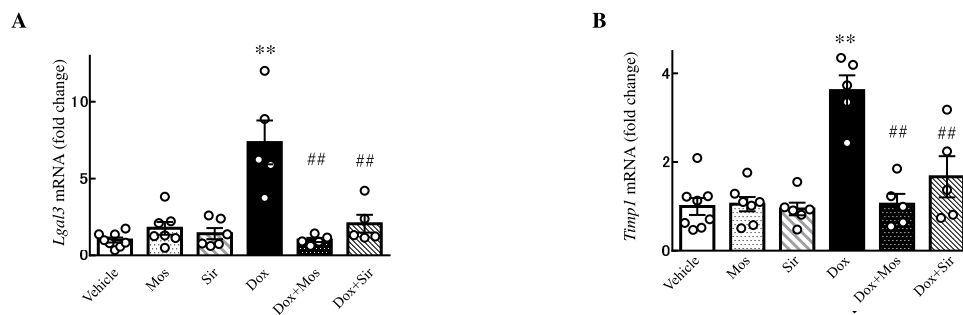 A
B
Lgal3 mRNA (fold change)
10
5
0
**
##
##
Vehicle
Mos
Sir
Dox
Dox+Mos
Dox+Sir
Timp1 mRNA (fold change)
4
2
0
**
##
##
Vehicle
Mos
Sir
Dox
Dox+Mos
Dox+Sir